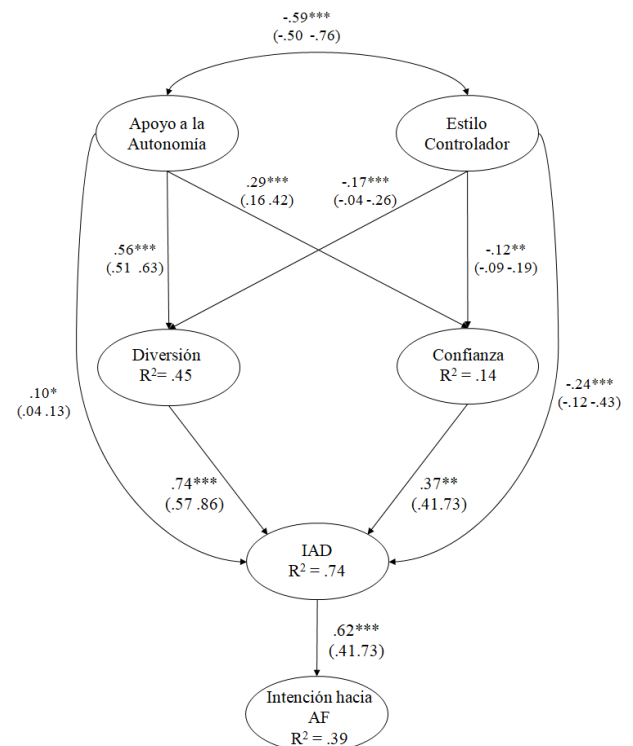 -.59***
(-.50 -.76)
Apoyo a la
Autonomía
Estilo
Controlador
.29***
(.16 .42)
-.17***
(-.04 -.26)
.56***
(.51 .63)
-.12**
(-.09 -.19)
Diversión
R²= .45
Confianza
R² = .14
.10*
(.04 .13)
-.24***
(-.12 -.43)
.74***
(.57 .86)
.37**
(.41.73)
IAD
R² = .74
.62***
(.41.73)
Intención hacia
AF
R² = .39